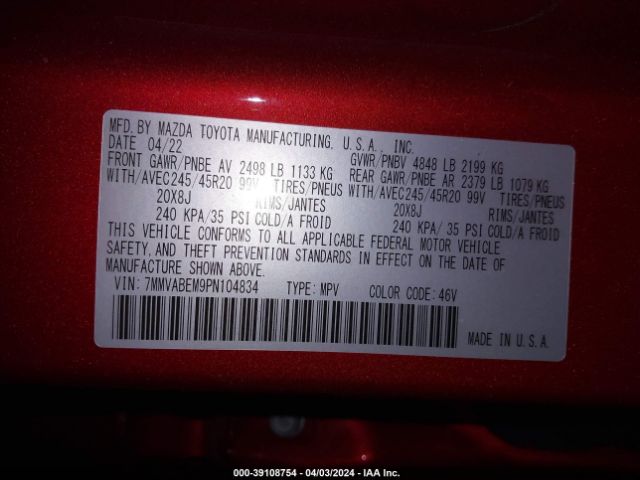 MFD. BY MAZDA TOYOTA MANUFACTURING, U.S.A., INC.
DATE 04/22 GVWR/PNBV 4848 LB 2199 KG
FRONT GAWR/PNBE AV 2498 LB 1133 KG REAR GAWR/PNBE AR 2379 LB 1079 KG
WITH/AVEC245/45R20 99V TIRES/PNEUS WITH/AVEC245/45R20 99V TIRES/PNEUS
20X8J RIMS/JANTES 20X8J RIMS/JANTES
240 KPA/35 PSI COLD/A FROID 240 KPA/ 35 PSI COLD/A FROID
THIS VEHICLE CONFORMS TO ALL APPLICABLE FEDERAL MOTOR VEHICLE
SAFETY, AND THEFT PREVENTION STANDARDS IN EFFECT ON THE DATE OF
MANUFACTURE SHOWN ABOVE.
VIN: 7MMVABEM9PN104834 TYPE: MPV COLOR CODE: 46V
MADE IN U.S.A.
000-39108754 - 04/03/2024 - IAA Inc.